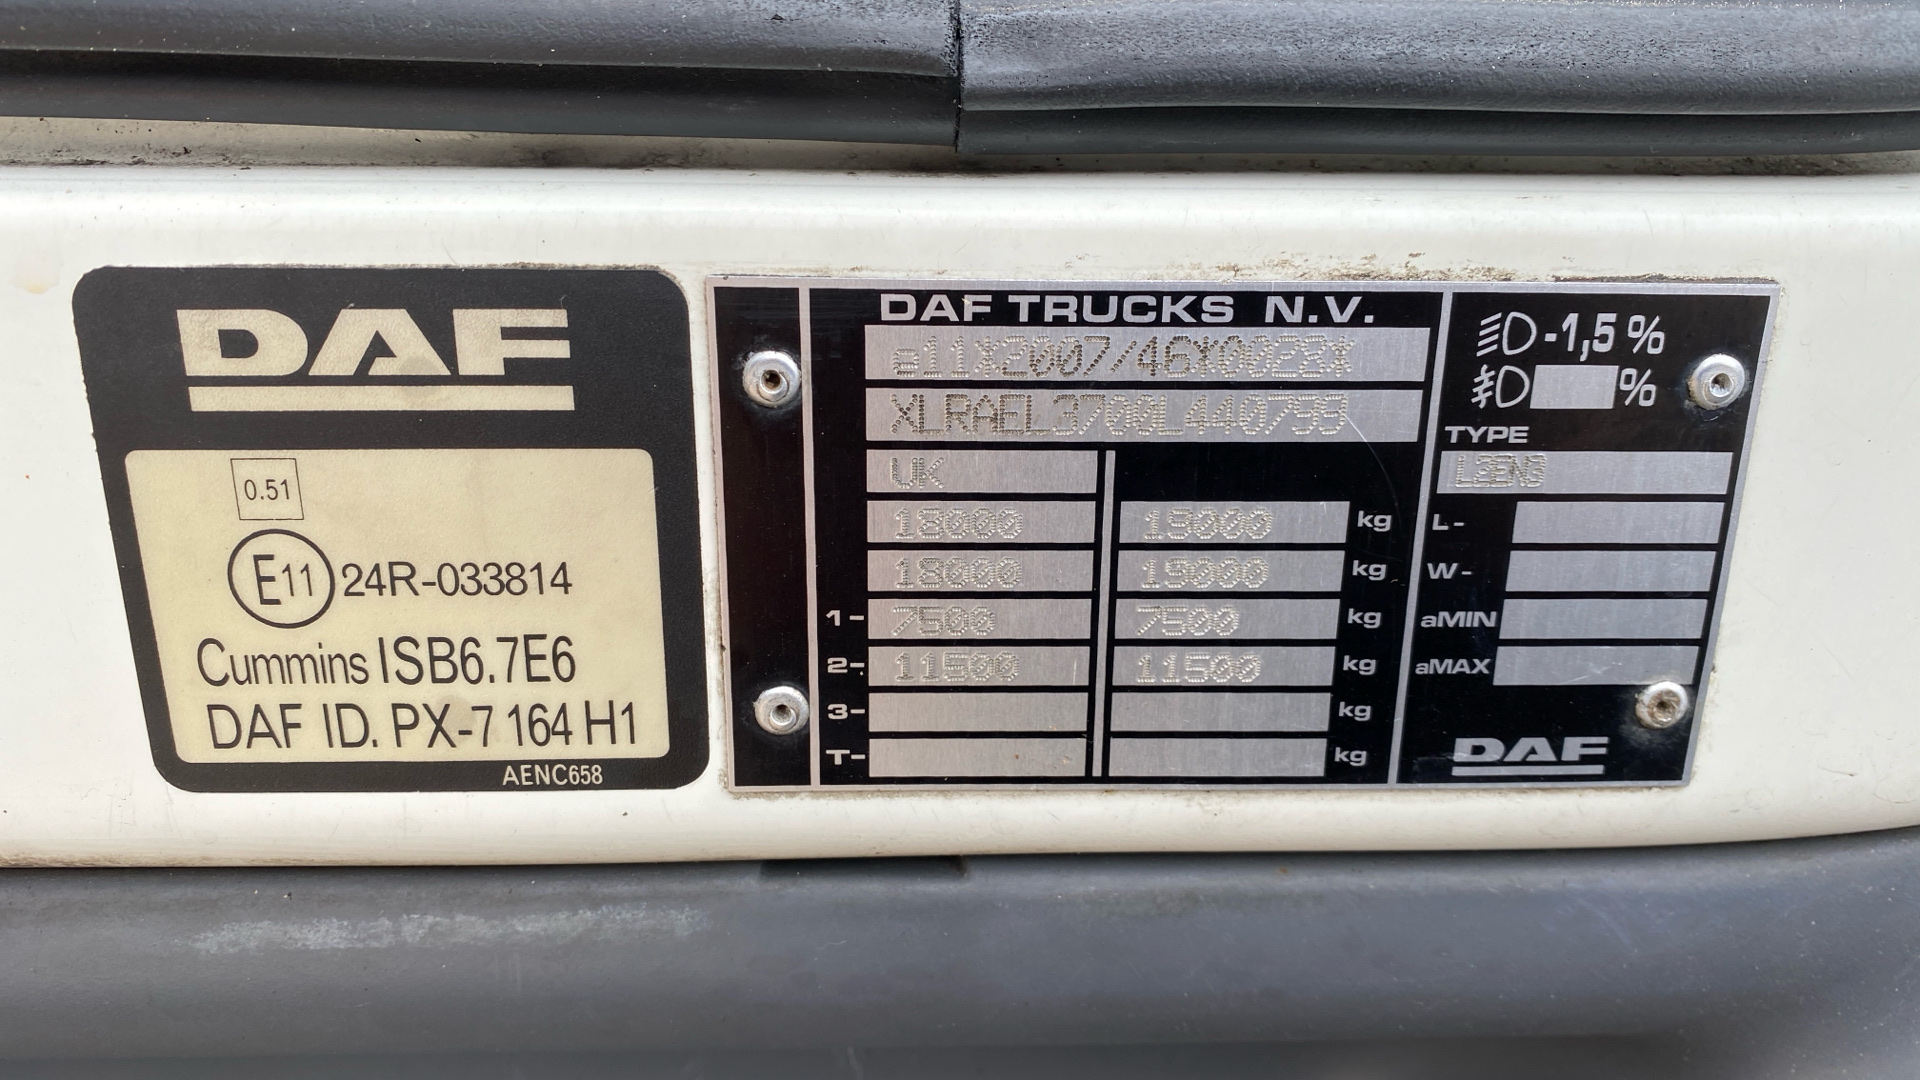 DAF
0.51
E11 24R-033814
Cummins ISB6.7E6
DAF ID. PX-7 164 H1
AENC658
DAF TRUCKS N.V.
e11*2007/46*0028*
XLRAEL3700L440799
UK
18000 19000 kg
18000 19000 kg
1- 7500 7500 kg
2- 11500 11500 kg
3- kg
T- kg
-1,5%
%
TYPE
L2EN3
L-
W-
aMIN
aMAX
DAF